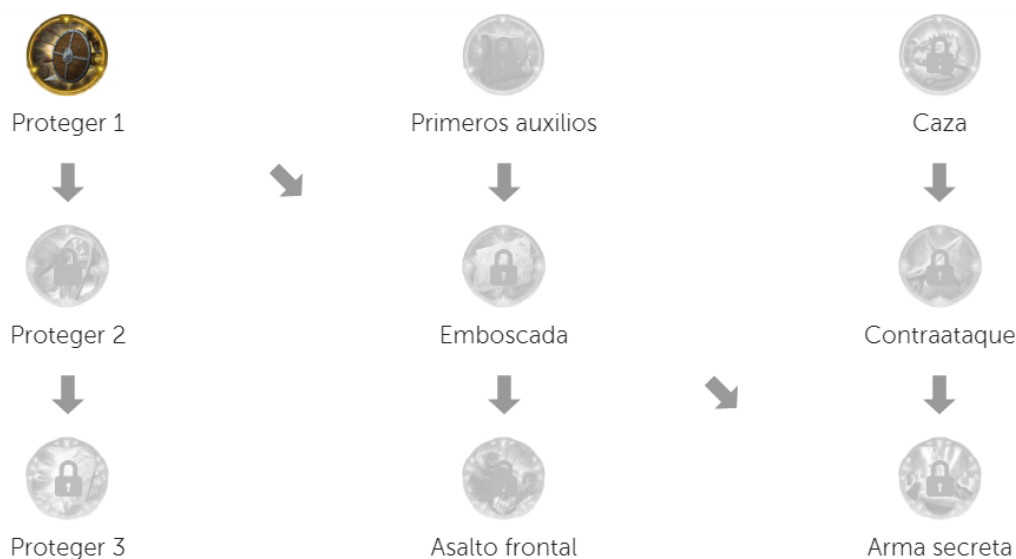 Proteger 1
Primeros auxilios
Caza
Proteger 2
Emboscada
Contraataque
Proteger 3
Asalto frontal
Arma secreta